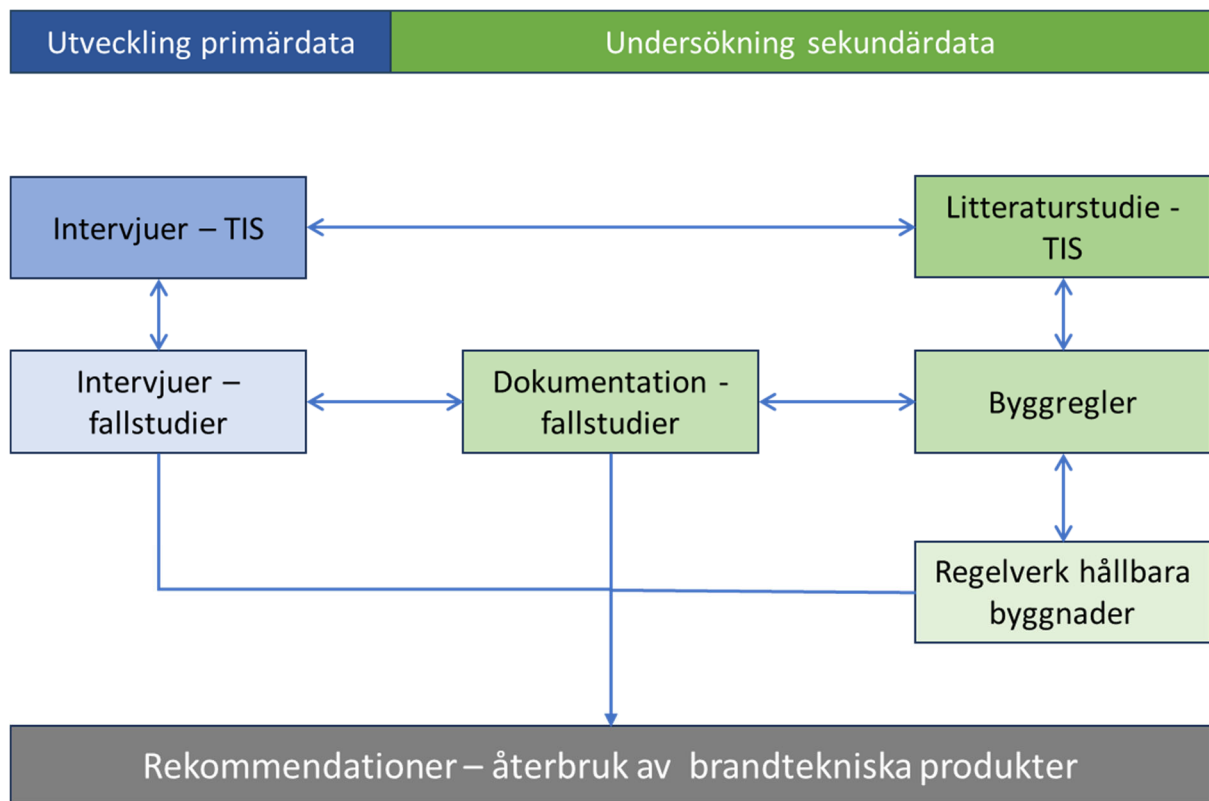 Utveckling primärdata
Undersökning sekundärdata
Intervjuer – TIS
Litteraturstudie -
TIS
Intervjuer –
fallstudier
Dokumentation -
fallstudier
Byggregler
Regelverk hållbara
byggnader
Rekommendationer – återbruk av brandtekniska produkter